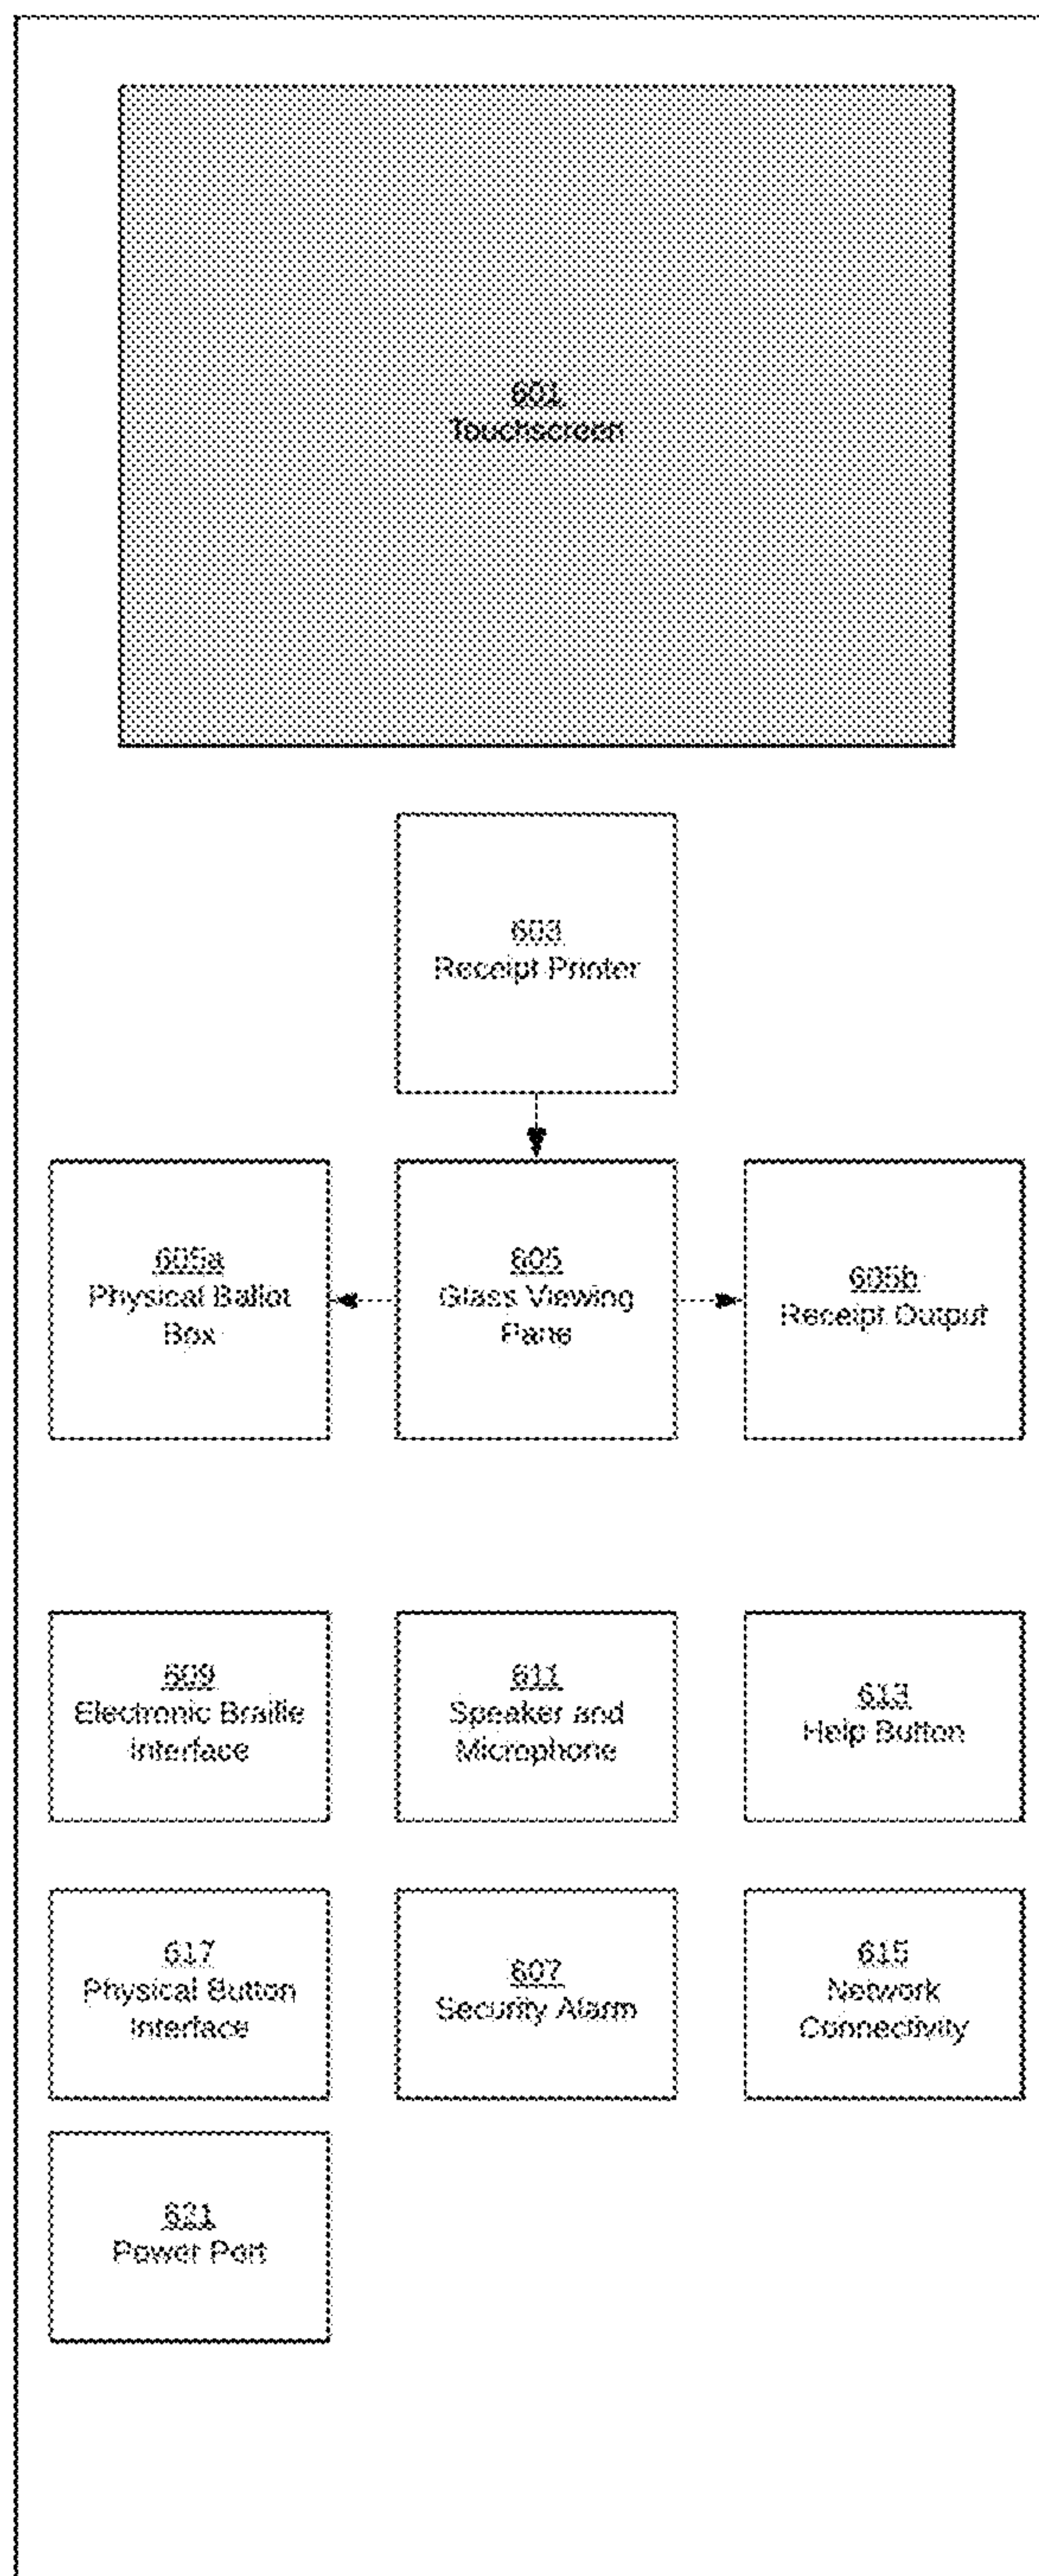 601
Touchscreen
603
Receipt Printer
605a
Physical Ballot
Box
605
Glass Viewing
Pane
605b
Receipt Output
609
Electronic Braille
Interface
611
Speaker and
Microphone
613
Help Button
617
Physical Button
Interface
607
Security Alarm
615
Network
Connectivity
621
Power Port